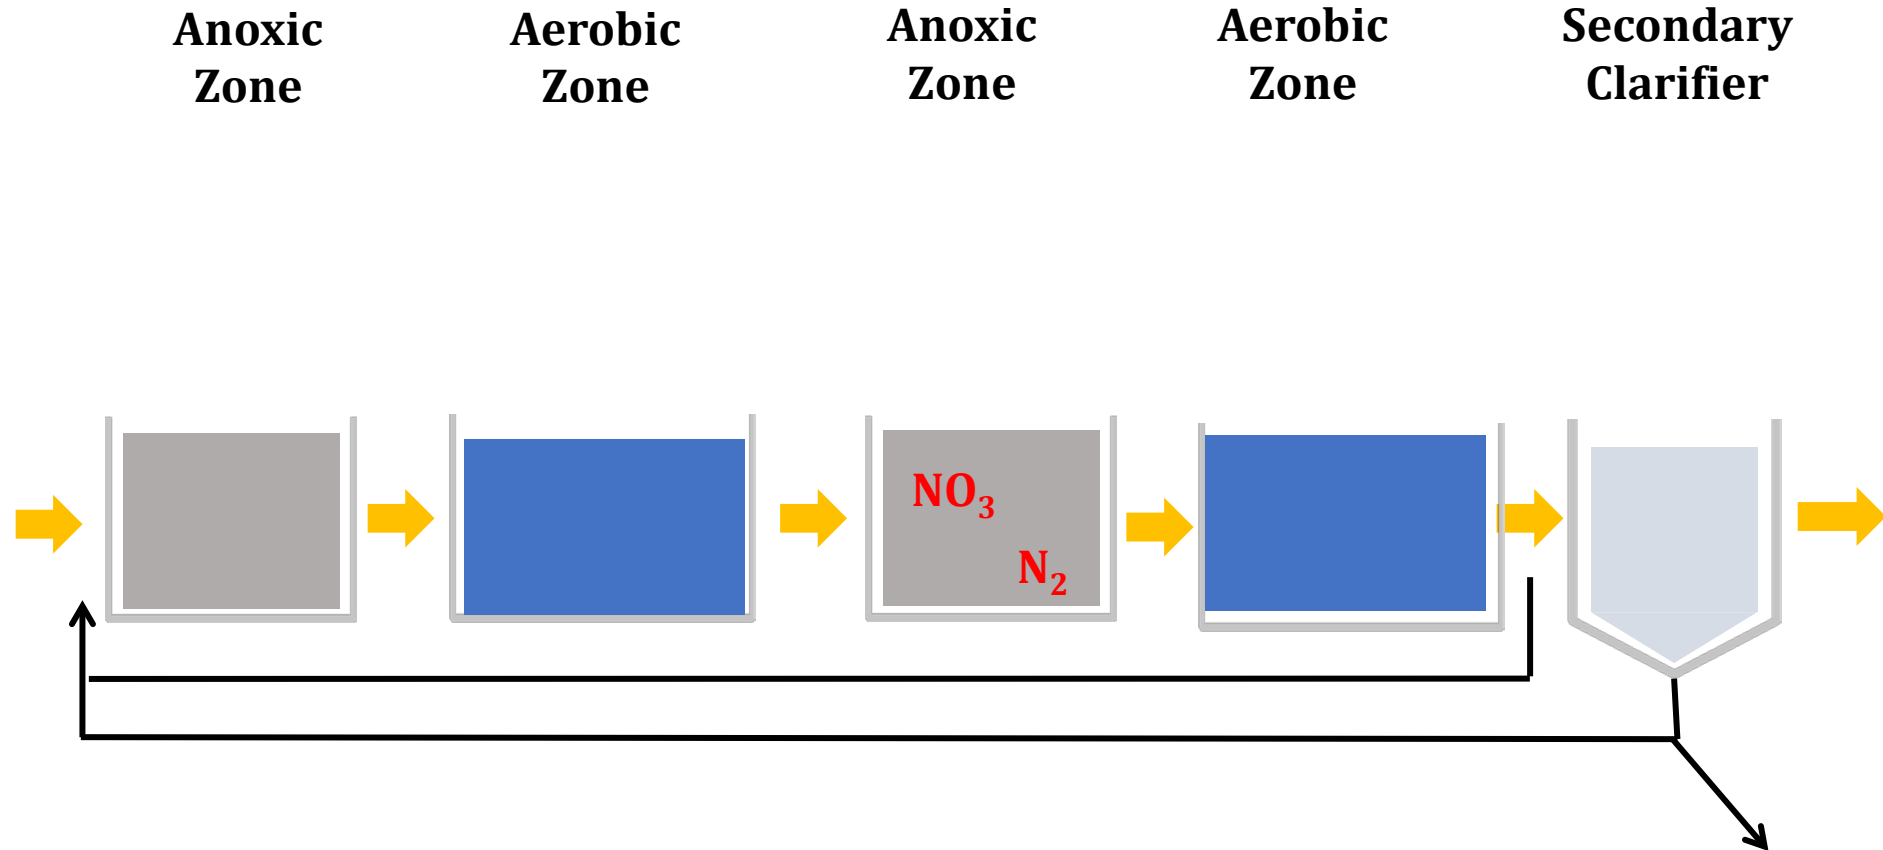 Anoxic
Zone
Aerobic
Zone
Anoxic
Zone
Aerobic
Zone
Secondary
Clarifier
NO₃
N₂